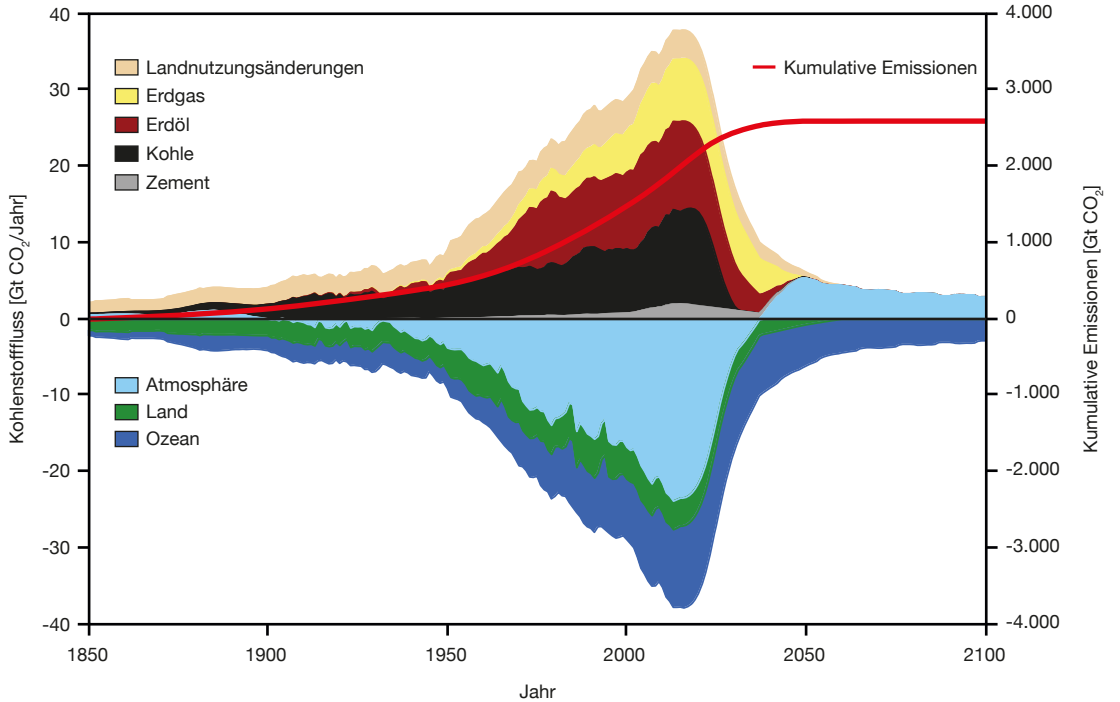 40
30
20
10
0
-10
-20
-30
-40
Kohlenstofffluss [Gt CO2/Jahr]
Landnutzungsänderungen
Erdgas
Erdöl
Kohle
Zement
Kumulative Emissionen
Atmosphäre
Land
Ozean
4.000
3.000
2.000
1.000
0
-1.000
-2.000
-3.000
-4.000
Kumulative Emissionen [Gt CO2]
1850
1900
1950
2000
2050
2100
Jahr